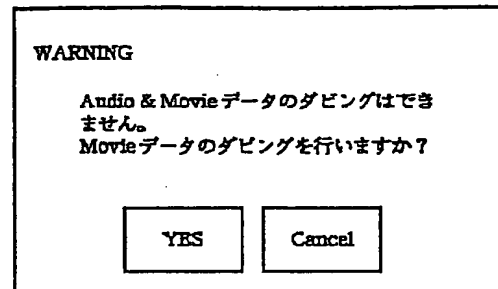 WARNING
Audio & Movieデータのダビングはでき
ません。
Movieデータのダビングを行いますか？
YES
Cancel